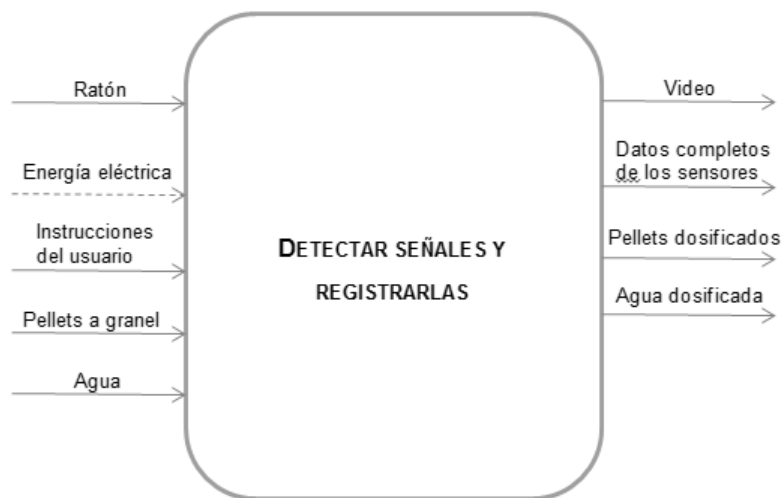 Ratón
Energía eléctrica
Instrucciones
del usuario
Pellets a granel
Agua
DETECTAR SEÑALES Y
REGISTRARLAS
Video
Datos completos
de los sensores
Pellets dosificados
Agua dosificada